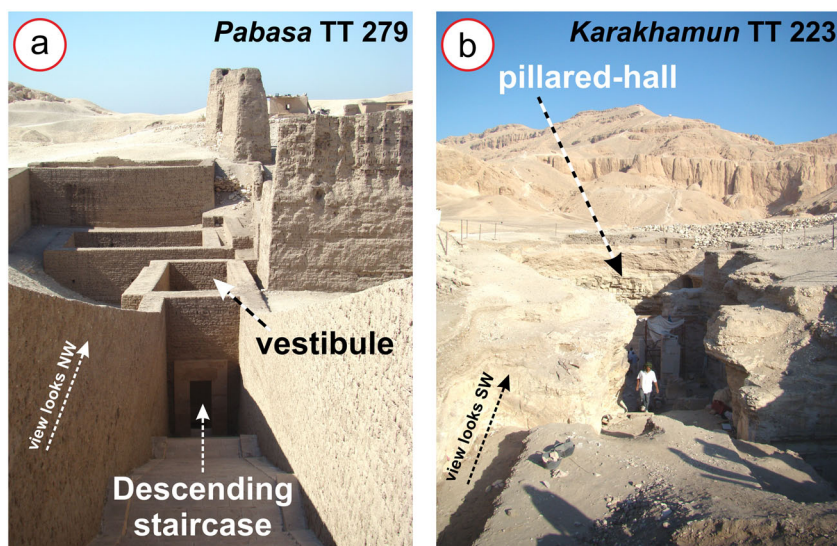 a
Pabasa TT 279
vestibule
view looks NW
Descending
staircase
b
Karakhamun TT 223
pillared-hall
view looks SW